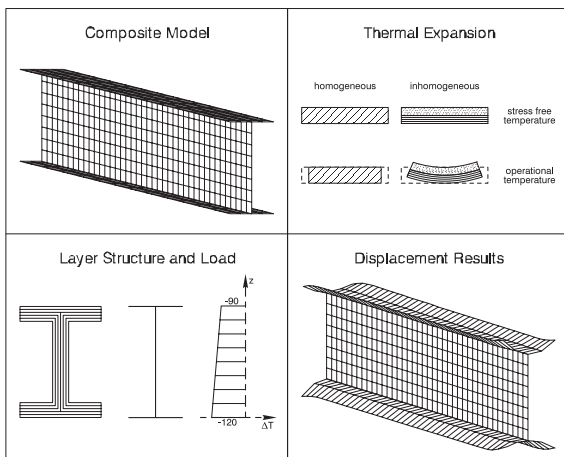 Composite Model
Thermal Expansion
homogeneous
inhomogeneous
stress free
temperature
operational
temperature
Layer Structure and Load
z
-90
-120
ΔT
Displacement Results